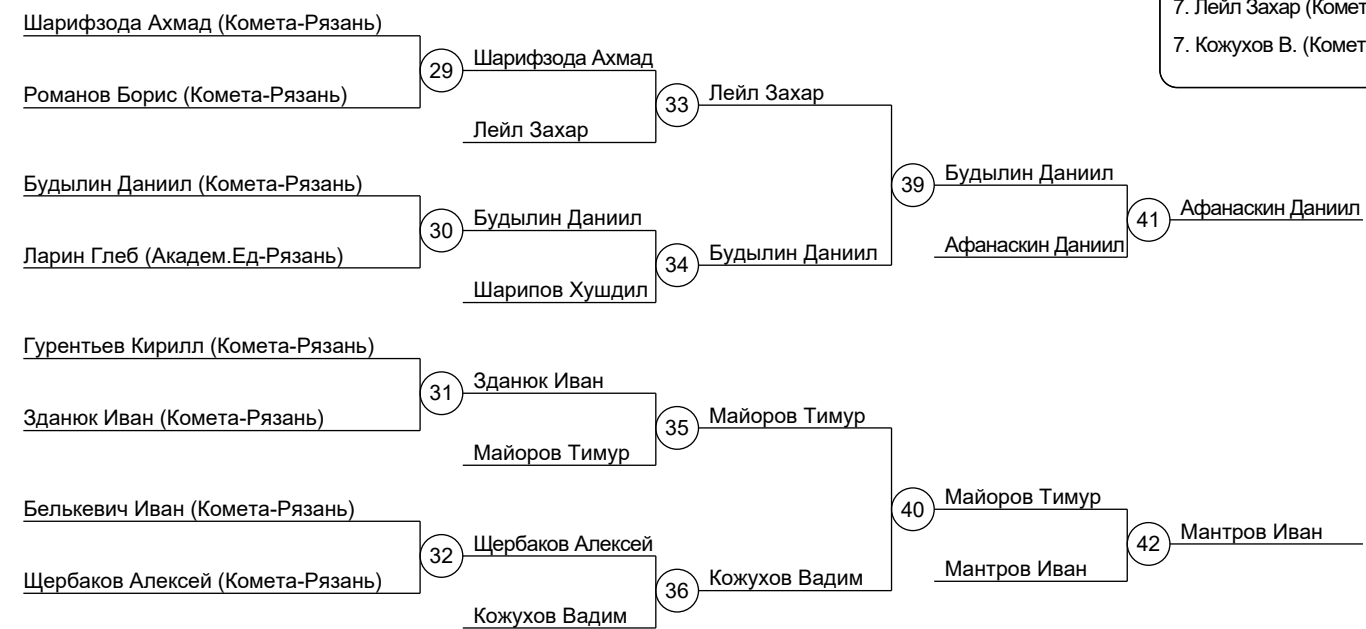 7. Лейл Захар (Комет
7. Кожухов В. (Комет
Шарифзода Ахмад (Комета-Рязань)
29
Шарифзода Ахмад
Романов Борис (Комета-Рязань)
33
Лейл Захар
Лейл Захар
Будылин Даниил (Комета-Рязань)
39
Будылин Даниил
30
Будылин Даниил
41
Афанаскин Даниил
Ларин Глеб (Академ.Ед-Рязань)
34
Будылин Даниил
Афанаскин Даниил
Шарипов Хушдил
Гурентьев Кирилл (Комета-Рязань)
31
Зданюк Иван
Зданюк Иван (Комета-Рязань)
35
Майоров Тимур
Майоров Тимур
Белькевич Иван (Комета-Рязань)
40
Майоров Тимур
32
Щербаков Алексей
42
Мантров Иван
Щербаков Алексей (Комета-Рязань)
36
Кожухов Вадим
Мантров Иван
Кожухов Вадим